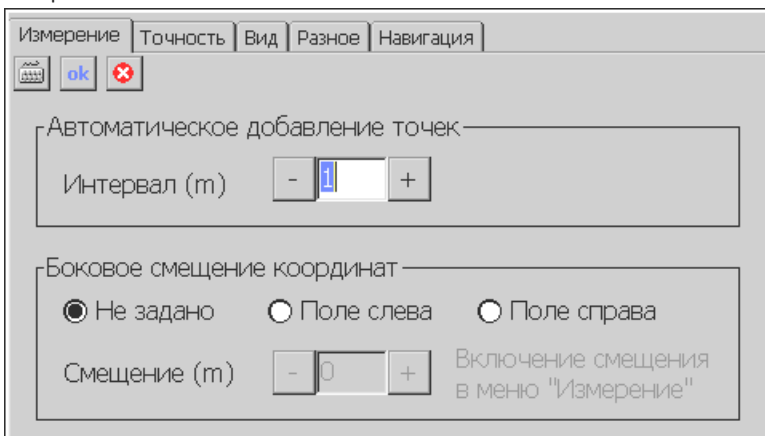 Измерение Точность Вид Разное Навигация
ok
Автоматическое добавление точек
Интервал (m) - 1 +
Боковое смещение координат
Не задано Поле слева Поле справа
Смещение (m) - 0 + Включение смещения
в меню "Измерение"